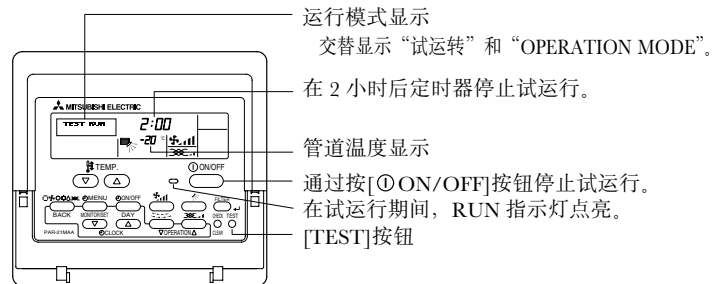 运行模式显示
交替显示“试运转”和“OPERATION MODE”。
在 2 小时后定时器停止试运行。
MITSUBISHI ELECTRIC
TEST RUN
2:00
-20 °C
管道温度显示
TEMP.
ON/OFF
通过按[ⓘON/OFF]按钮停止试运行。
MENU ON/OFF FILTER
在试运行期间，RUN 指示灯点亮。
BACK MONITOR/SET DAY CHECK TEST
[TEST]按钮
PAR-21MAA CLOCK OPERATION CLEAR